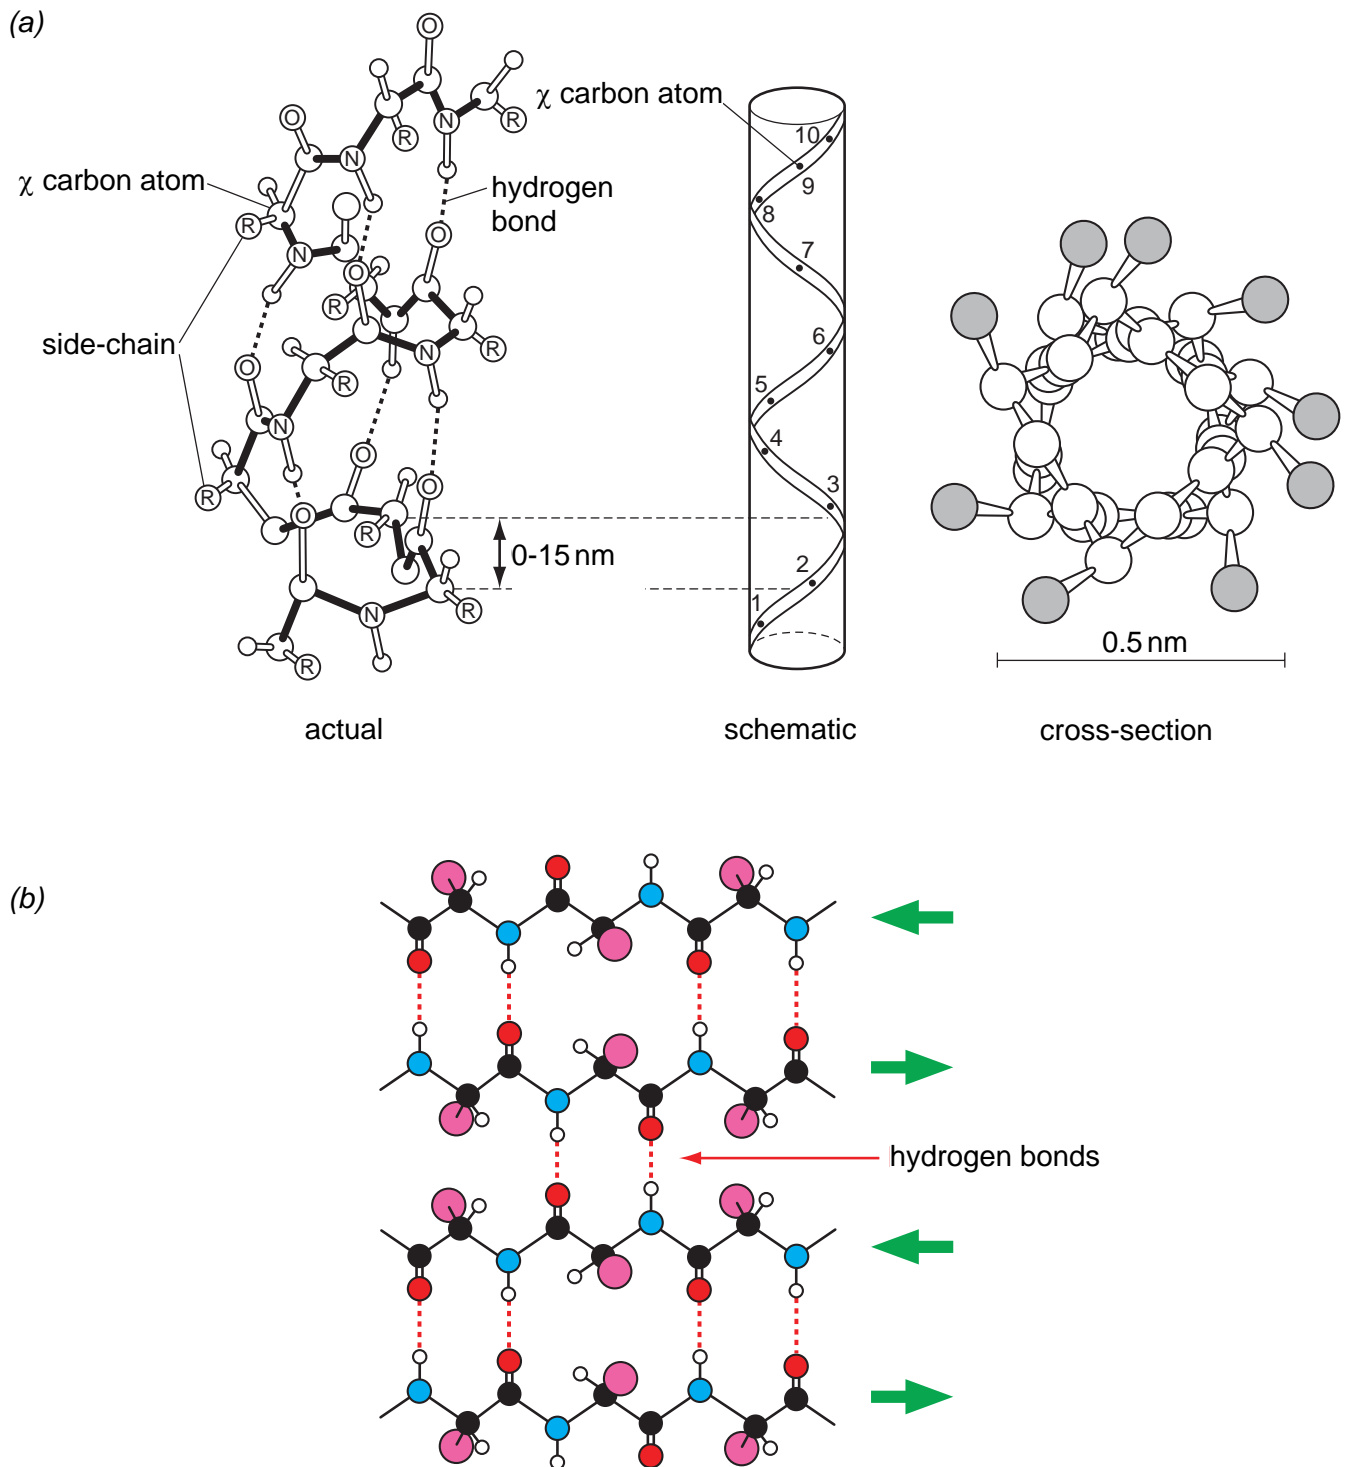 (a)
χ carbon atom
χ carbon atom
hydrogen
bond
side-chain
O
O
N
R
N
R
R
N
O
O
R
N
R
O
R
N
O
O
R
O
R
N
R
R
0-15 nm
10
9
8
7
6
5
4
3
2
1
0.5 nm
actual
schematic
cross-section
(b)
hydrogen bonds